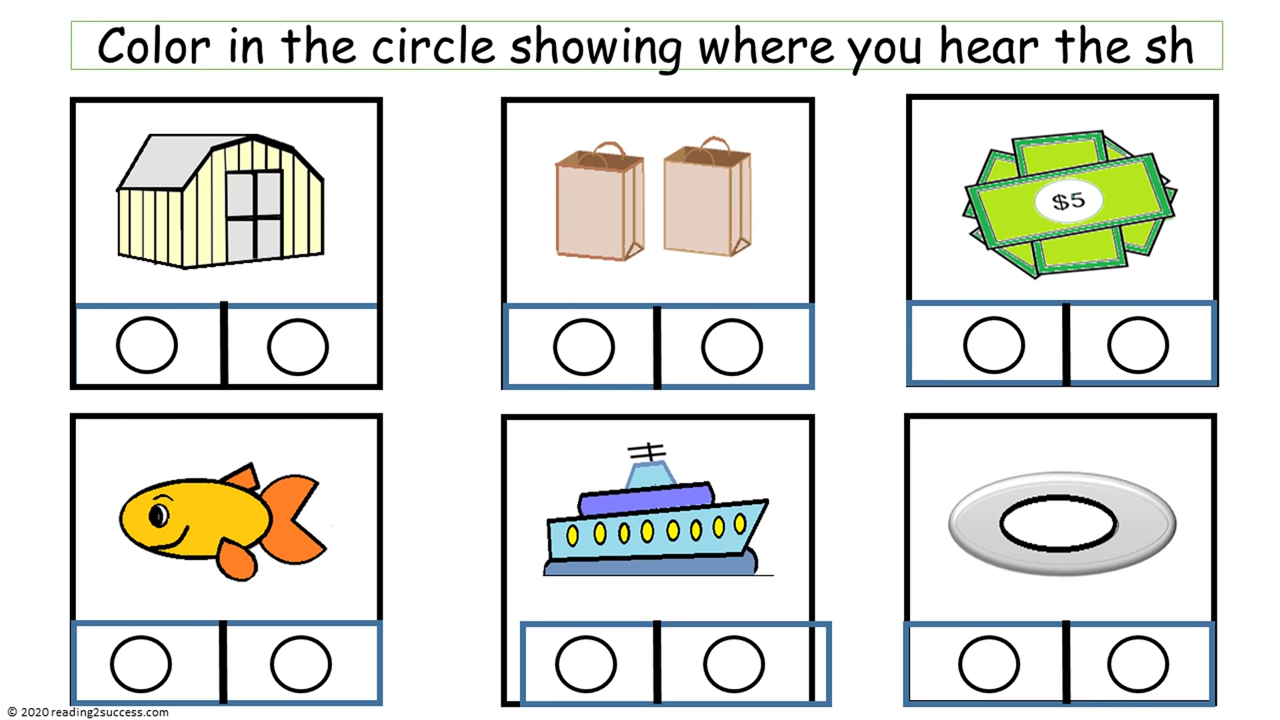 Color in the circle showing where you hear the sh
$5
© 2020 reading2success.com